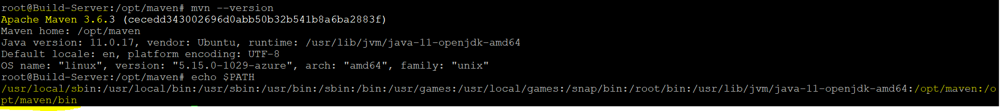 root@Build-Server:/opt/maven# mvn --version
Apache Maven 3.6.3 (cecedd343002696d0abb50b32b541b8a6ba2883f)
Maven home: /opt/maven
Java version: 11.0.17, vendor: Ubuntu, runtime: /usr/lib/jvm/java-11-openjdk-amd64
Default locale: en, platform encoding: UTF-8
OS name: "linux", version: "5.15.0-1029-azure", arch: "amd64", family: "unix"
root@Build-Server:/opt/maven# echo $PATH
/usr/local/sbin:/usr/local/bin:/usr/sbin:/usr/bin:/sbin:/bin:/usr/games:/usr/local/games:/snap/bin:/root/bin:/usr/lib/jvm/java-11-openjdk-amd64:/opt/maven:/o
pt/maven/bin